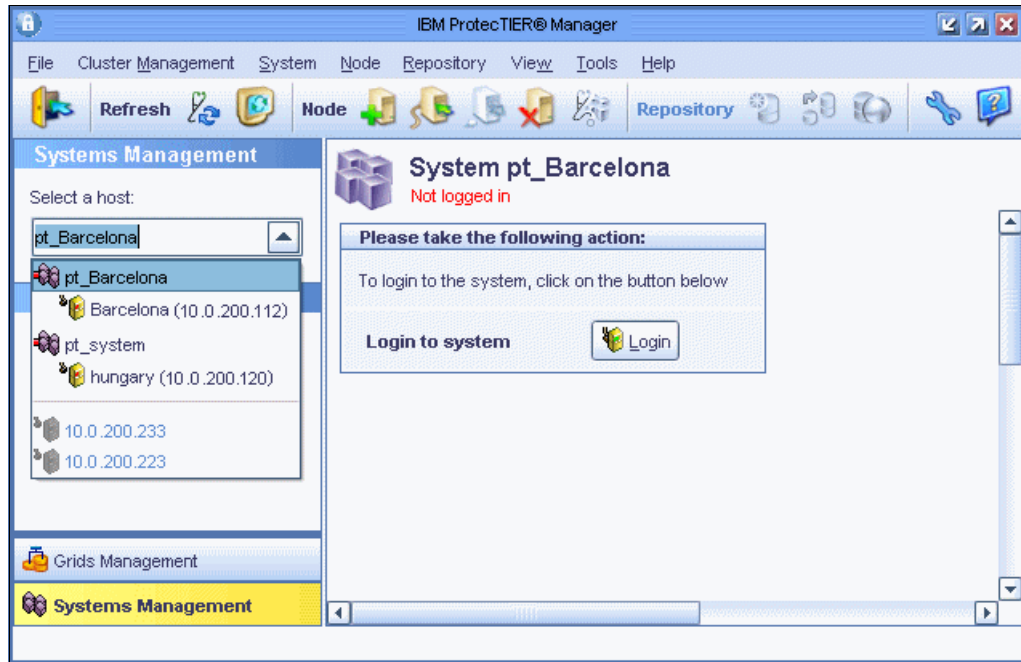 IBM ProtecTIER® Manager
File Cluster Management System Node Repository View Tools Help
Refresh Node Repository
Systems Management
Select a host:
pt_Barcelona
pt_Barcelona
Barcelona (10.0.200.112)
pt_system
hungary (10.0.200.120)
10.0.200.233
10.0.200.223
Grids Management
Systems Management
System pt_Barcelona
Not logged in
Please take the following action:
To login to the system, click on the button below
Login to system Login